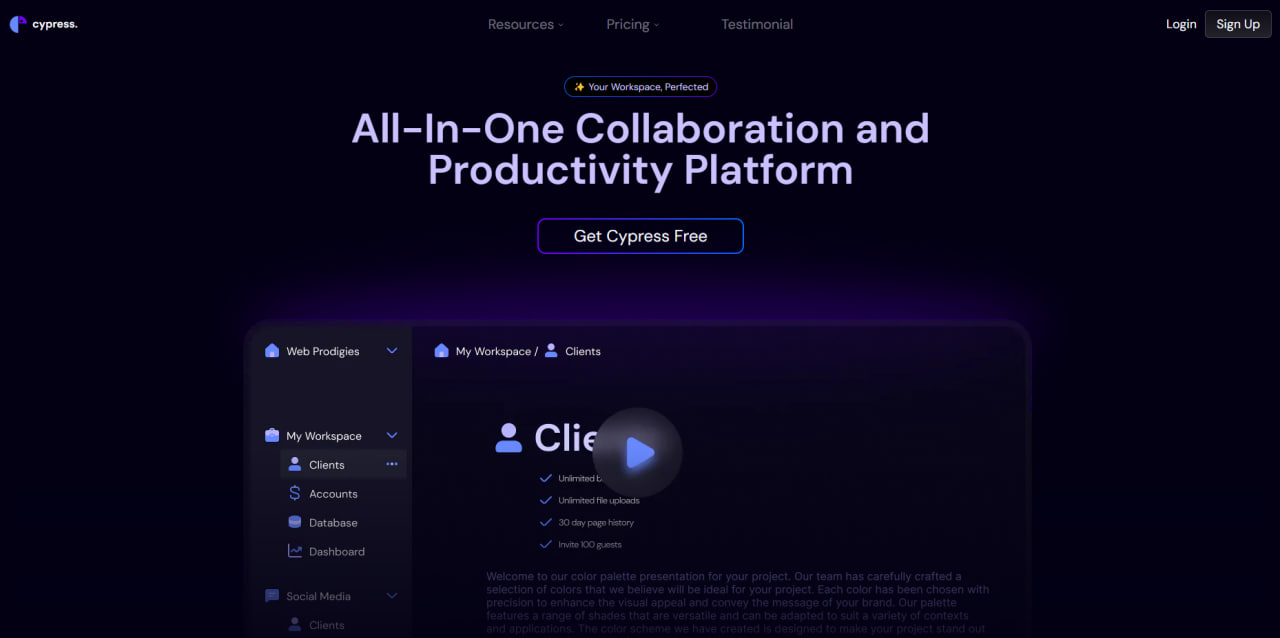 cypress.
Resources
Pricing
Testimonial
Login
Sign Up
✨ Your Workspace, Perfected
All-In-One Collaboration and
Productivity Platform
Get Cypress Free
Web Prodigies
My Workspace
Clients
Accounts
Database
Dashboard
Social Media
Clients
My Workspace / Clients
Clie
Unlimited
Unlimited file uploads
30 day page history
Invite 100 guests
Welcome to our color palette presentation for your project. Our team has carefully crafted a
selection of colors that we believe will be ideal for your project. Each color has been chosen with
precision to enhance the visual appeal and convey the message of your brand. Our palette
features a range of shades that are versatile and can be adapted to suit a variety of contexts
and applications. The color scheme we have created is designed to make your project stand out